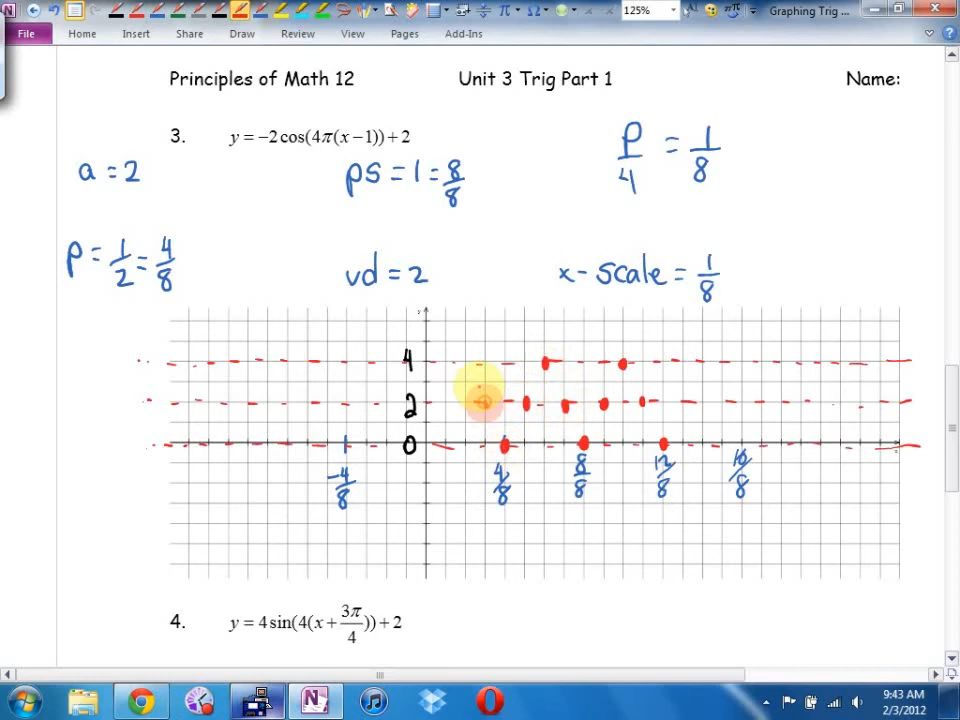 125%
Graphing Trig ...
File Home Insert Share Draw Review View Pages Add-Ins
Principles of Math 12 Unit 3 Trig Part 1 Name:
3. y = −2cos(4π(x−1))+2
P/4 = 1/8
a = 2
ps = 1 = 8/8
p = 1/2 = 4/8
vd = 2
x-scale = 1/8
y
4
2
0
-4/8 4/8 8/8 12/8 16/8
4. y = 4sin(4(x+3π/4))+2
9:43 AM
2/3/2012